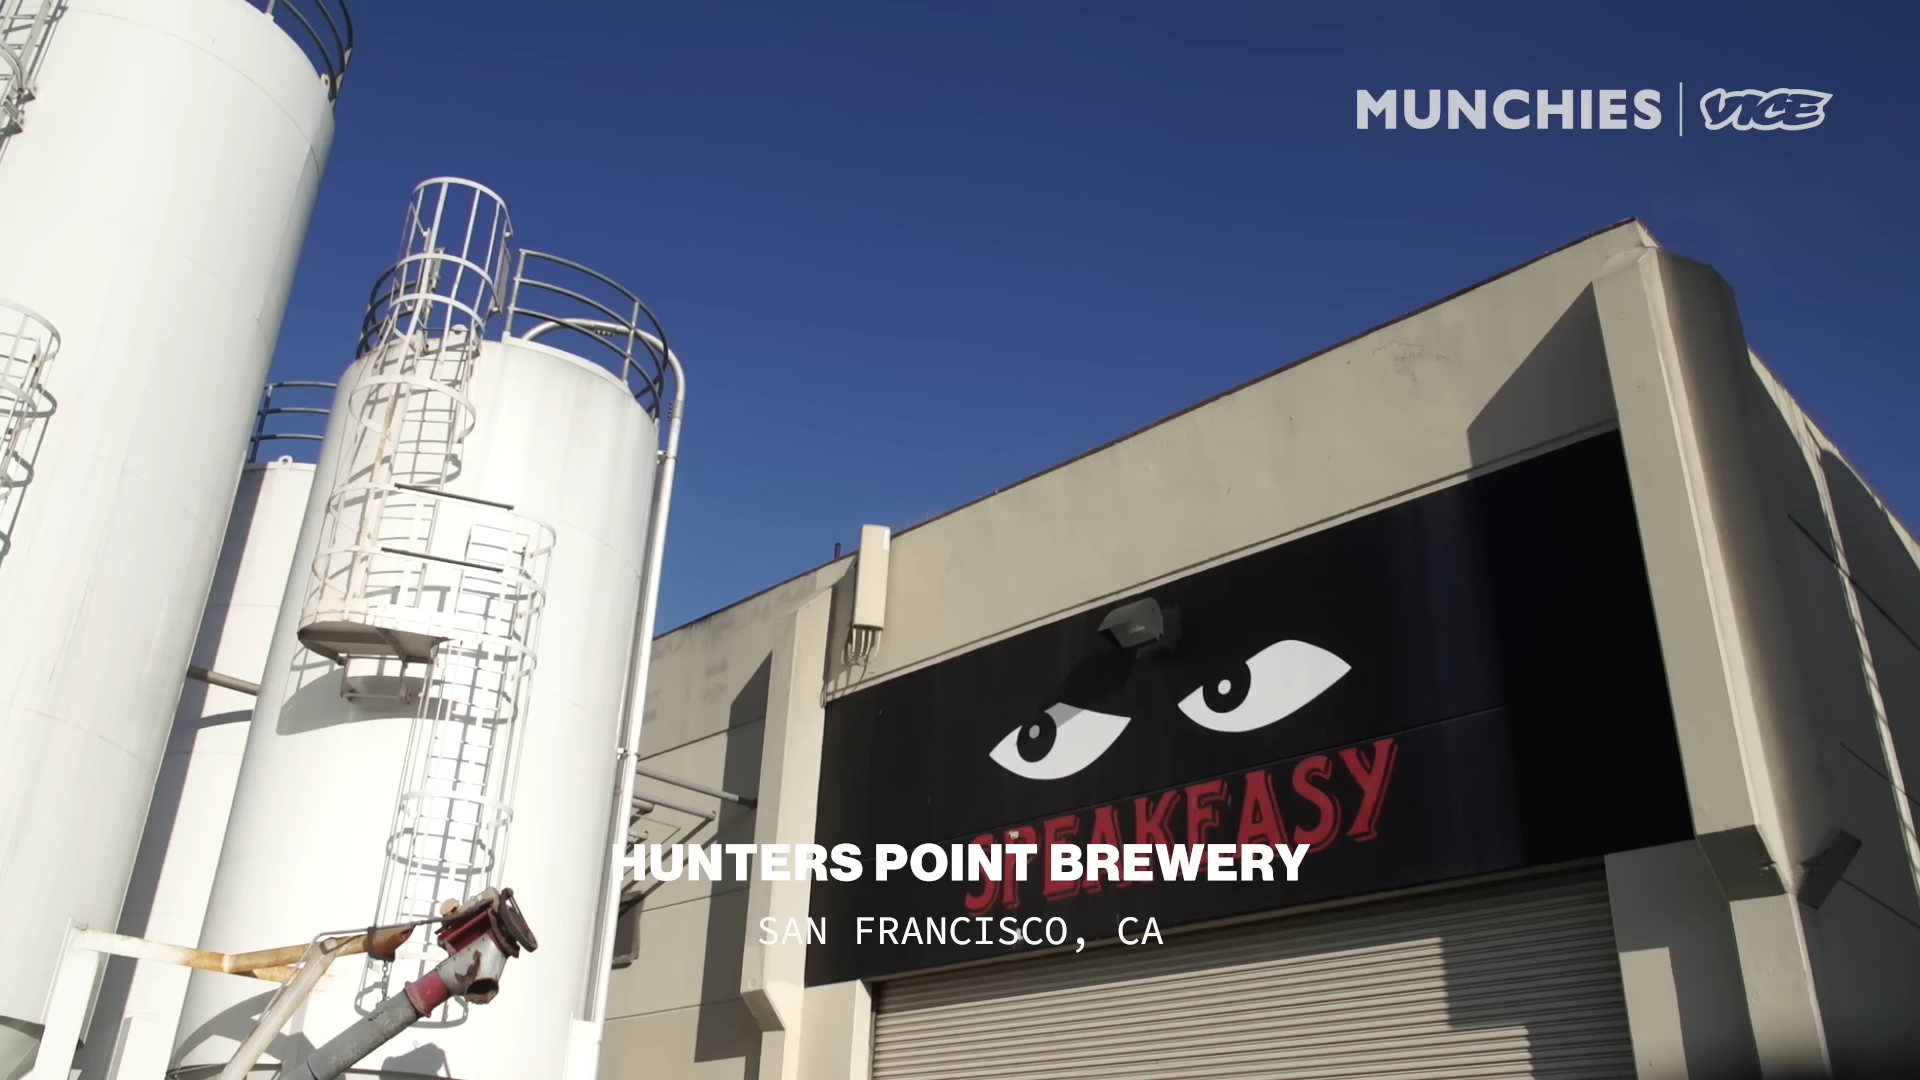 MUNCHIES | VICE
SPEAKEASY
HUNTERS POINT BREWERY
SAN FRANCISCO, CA